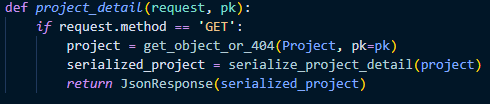 def project_detail(request, pk):
    if request.method == 'GET':
        project = get_object_or_404(Project, pk=pk)
        serialized_project = serialize_project_detail(project)
        return JsonResponse(serialized_project)